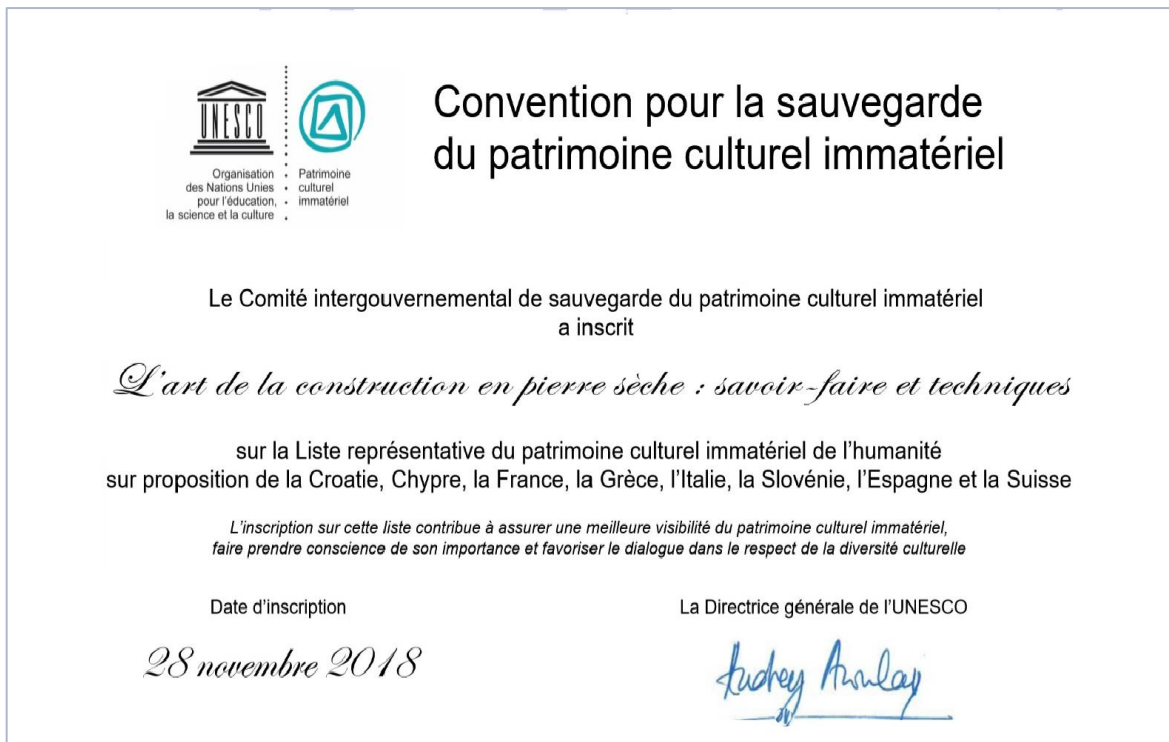 UNESCO
Organisation
des Nations Unies
pour l'éducation,
la science et la culture
Patrimoine
culturel
immatériel
Convention pour la sauvegarde
du patrimoine culturel immatériel
Le Comité intergouvernemental de sauvegarde du patrimoine culturel immatériel
a inscrit
L'art de la construction en pierre sèche : savoir-faire et techniques
sur la Liste représentative du patrimoine culturel immatériel de l'humanité
sur proposition de la Croatie, Chypre, la France, la Grèce, l'Italie, la Slovénie, l'Espagne et la Suisse
L'inscription sur cette liste contribue à assurer une meilleure visibilité du patrimoine culturel immatériel,
faire prendre conscience de son importance et favoriser le dialogue dans le respect de la diversité culturelle
Date d'inscription
28 novembre 2018
La Directrice générale de l'UNESCO
Audrey Azoulay